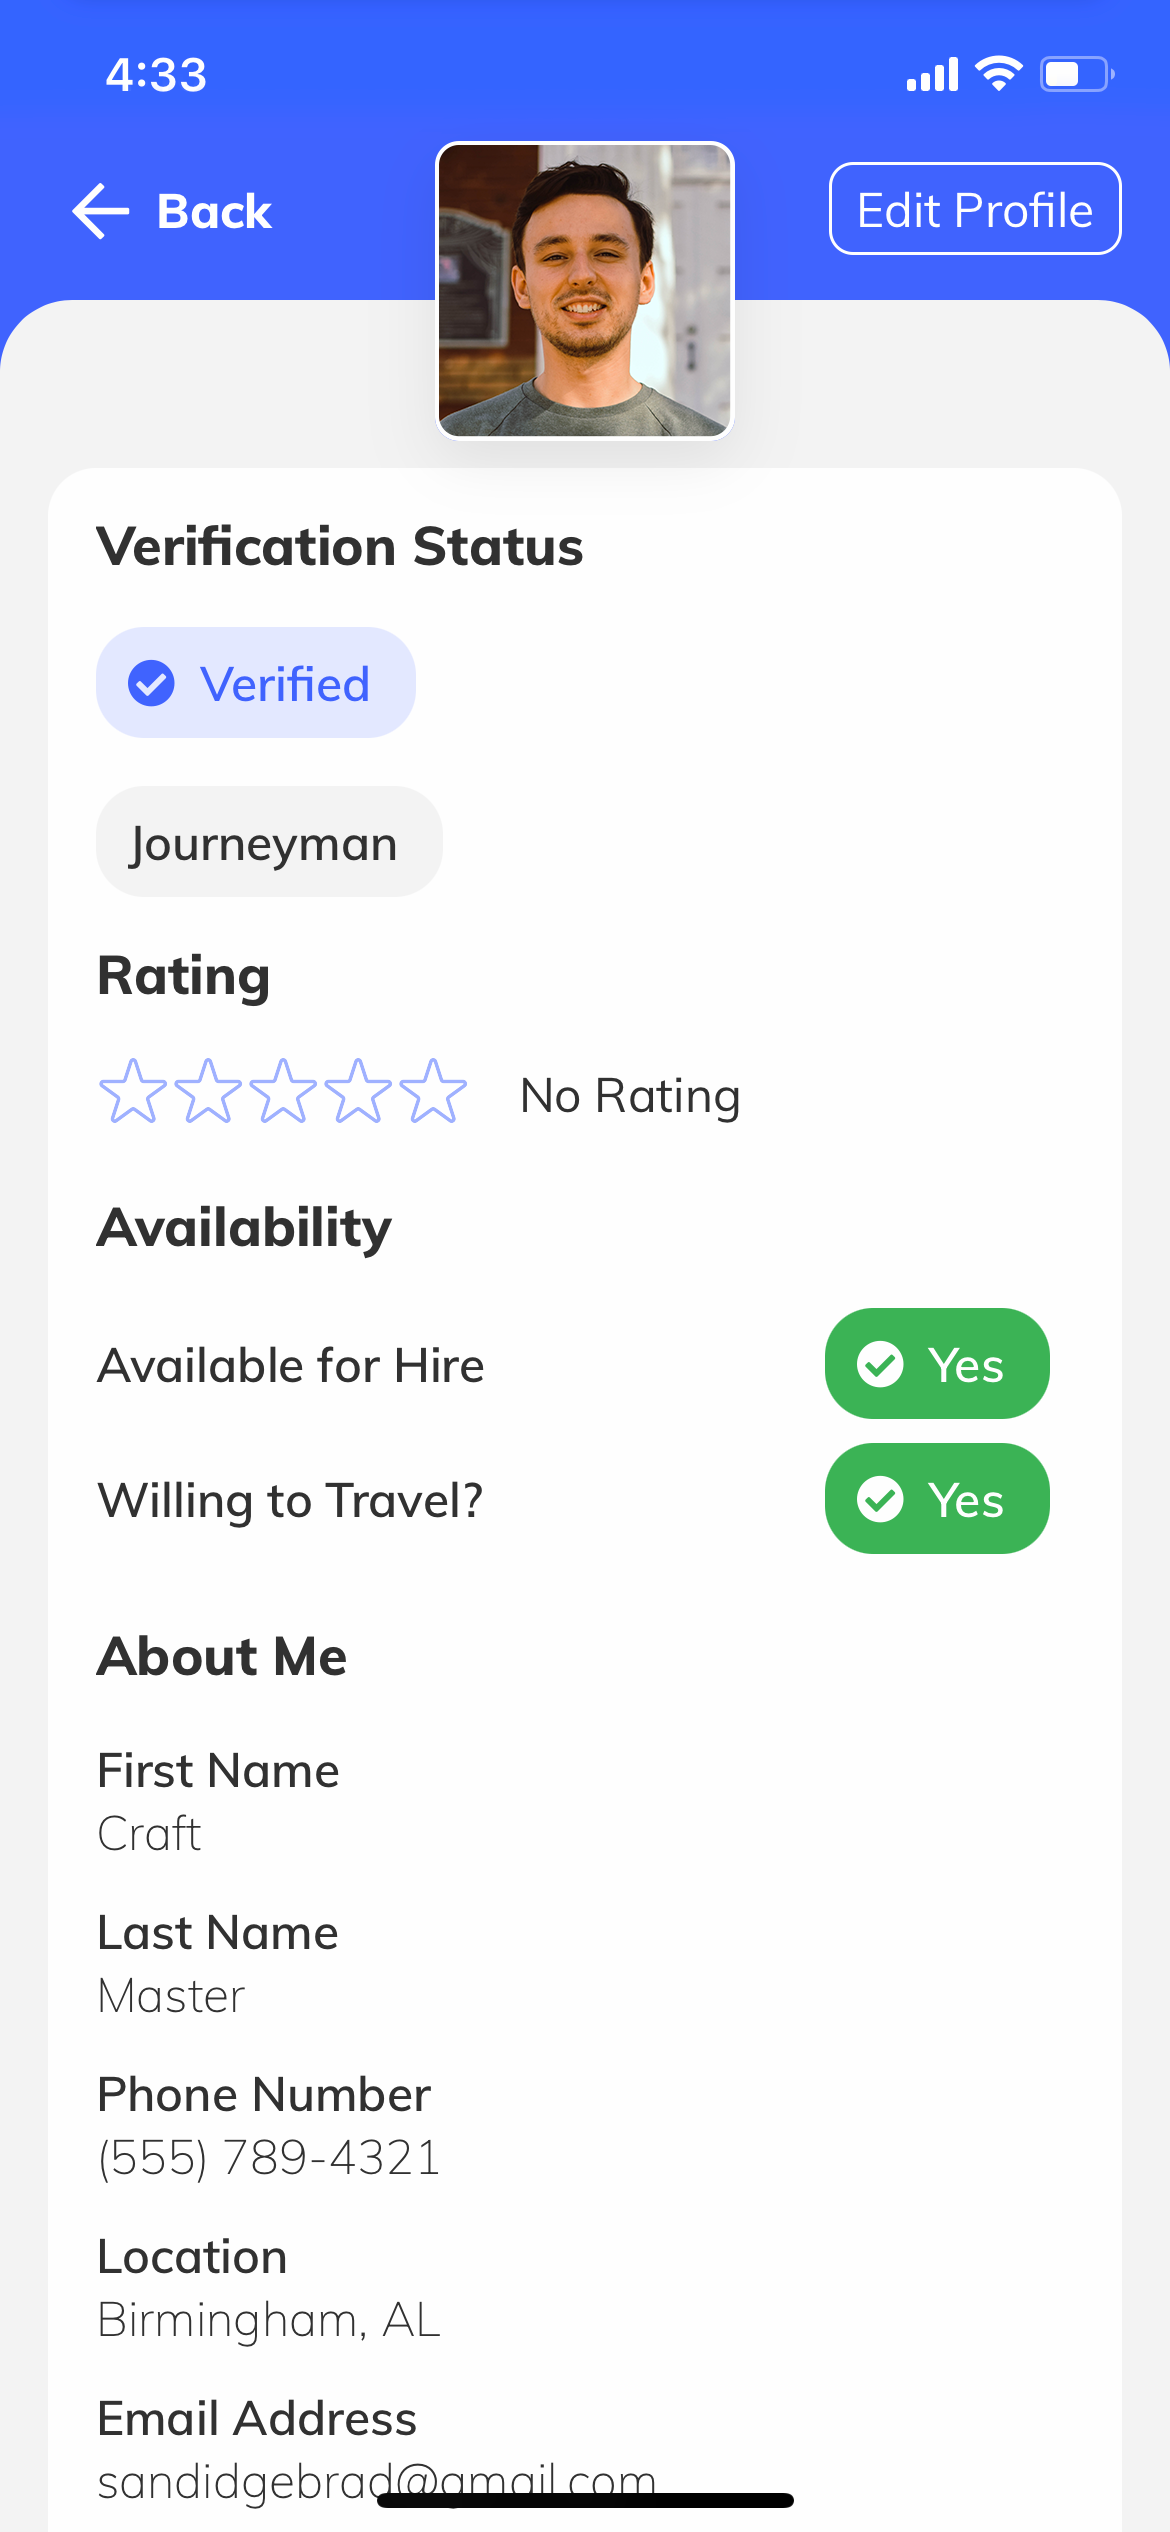 4:33
Back
Edit Profile
Verification Status
Verified
Journeyman
Rating
No Rating
Availability
Available for Hire
Yes
Willing to Travel?
Yes
About Me
First Name
Craft
Last Name
Master
Phone Number
(555) 789-4321
Location
Birmingham, AL
Email Address
sandidgebrad@gmail.com